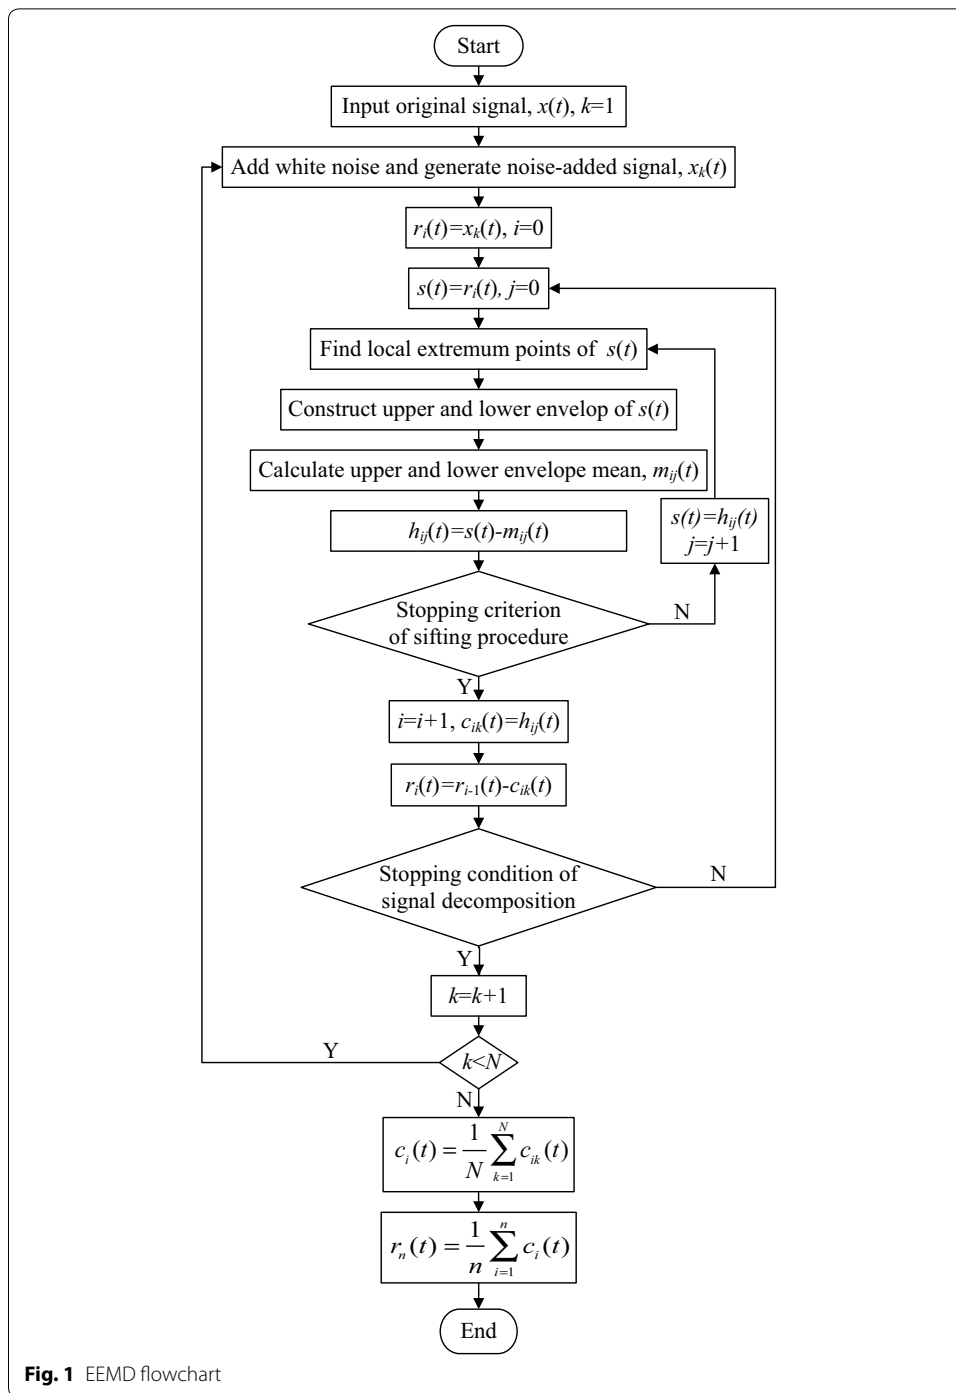 Start
Input original signal, x(t), k=1
Add white noise and generate noise-added signal, xₖ(t)
rᵢ(t)=xₖ(t), i=0
s(t)=rᵢ(t), j=0
Find local extremum points of s(t)
Construct upper and lower envelop of s(t)
Calculate upper and lower envelope mean, mᵢⱼ(t)
hᵢⱼ(t)=s(t)-mᵢⱼ(t)
s(t)=hᵢⱼ(t)
j=j+1
Stopping criterion
of sifting procedure
N
Y
i=i+1, cᵢₖ(t)=hᵢⱼ(t)
rᵢ(t)=rᵢ₋₁(t)-cᵢₖ(t)
Stopping condition of
signal decomposition
N
Y
k=k+1
k<N
Y
N
cᵢ(t) = 1/N ∑_{k=1}^{N} cᵢₖ(t)
rₙ(t) = 1/n ∑_{i=1}^{n} cᵢ(t)
End
Fig. 1 EEMD flowchart